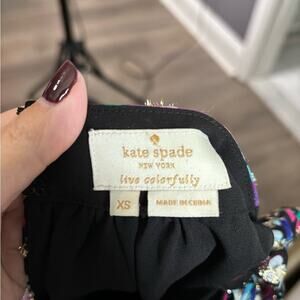 kate spade
NEW YORK
live colorfully
XS
MADE IN CHINA